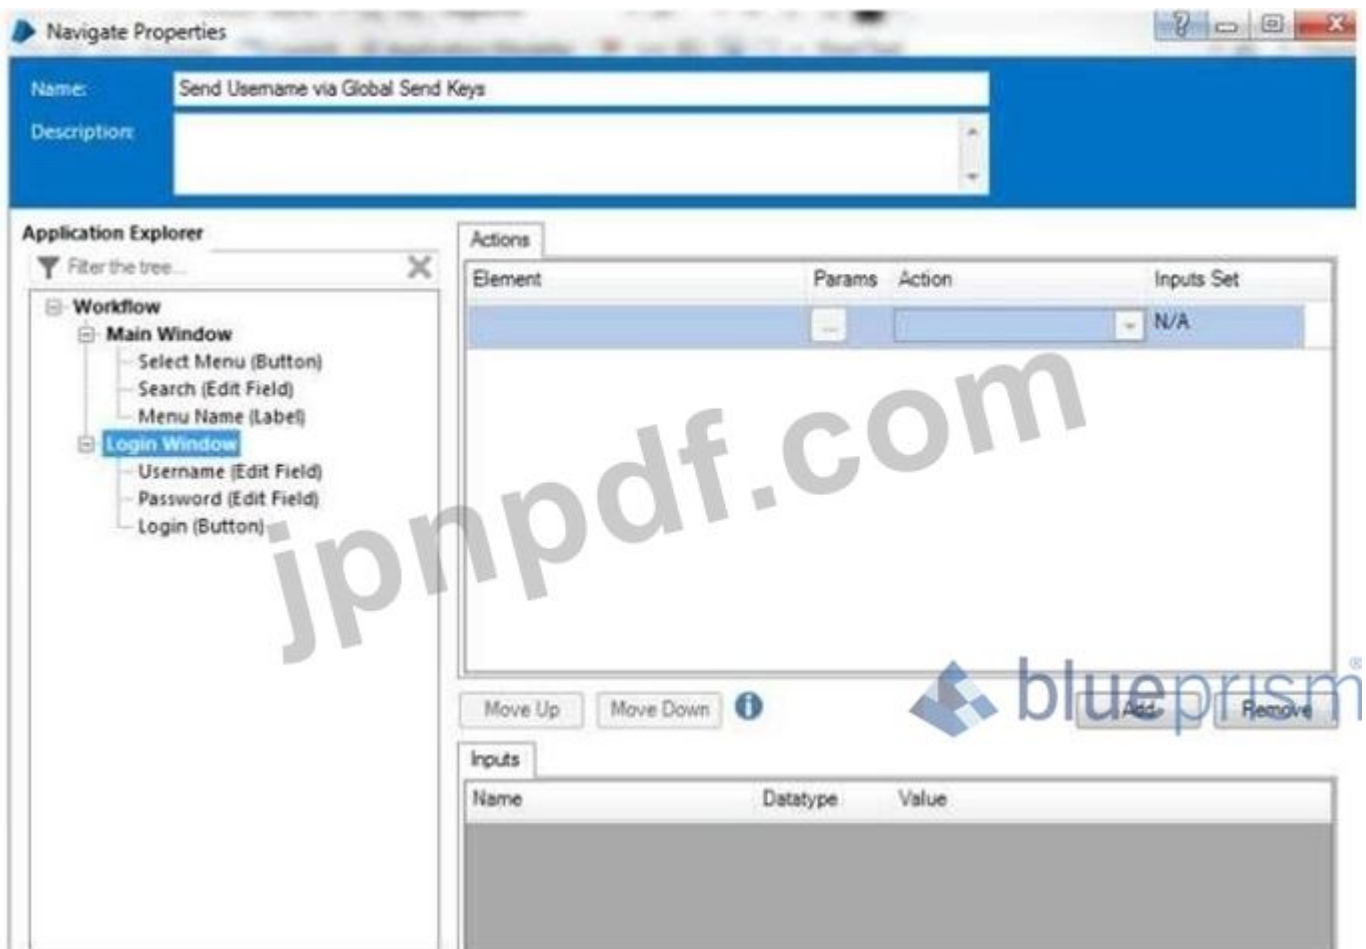 Navigate Properties
Name: Send Username via Global Send Keys
Description:
Application Explorer
Filter the tree...
Workflow
Main Window
Select Menu (Button)
Search (Edit Field)
Menu Name (Label)
Login Window
Username (Edit Field)
Password (Edit Field)
Login (Button)
Actions
Element Params Action Inputs Set
... N/A
jpnpdf.com
blueprism®
Move Up Move Down Add Remove
Inputs
Name Datatype Value